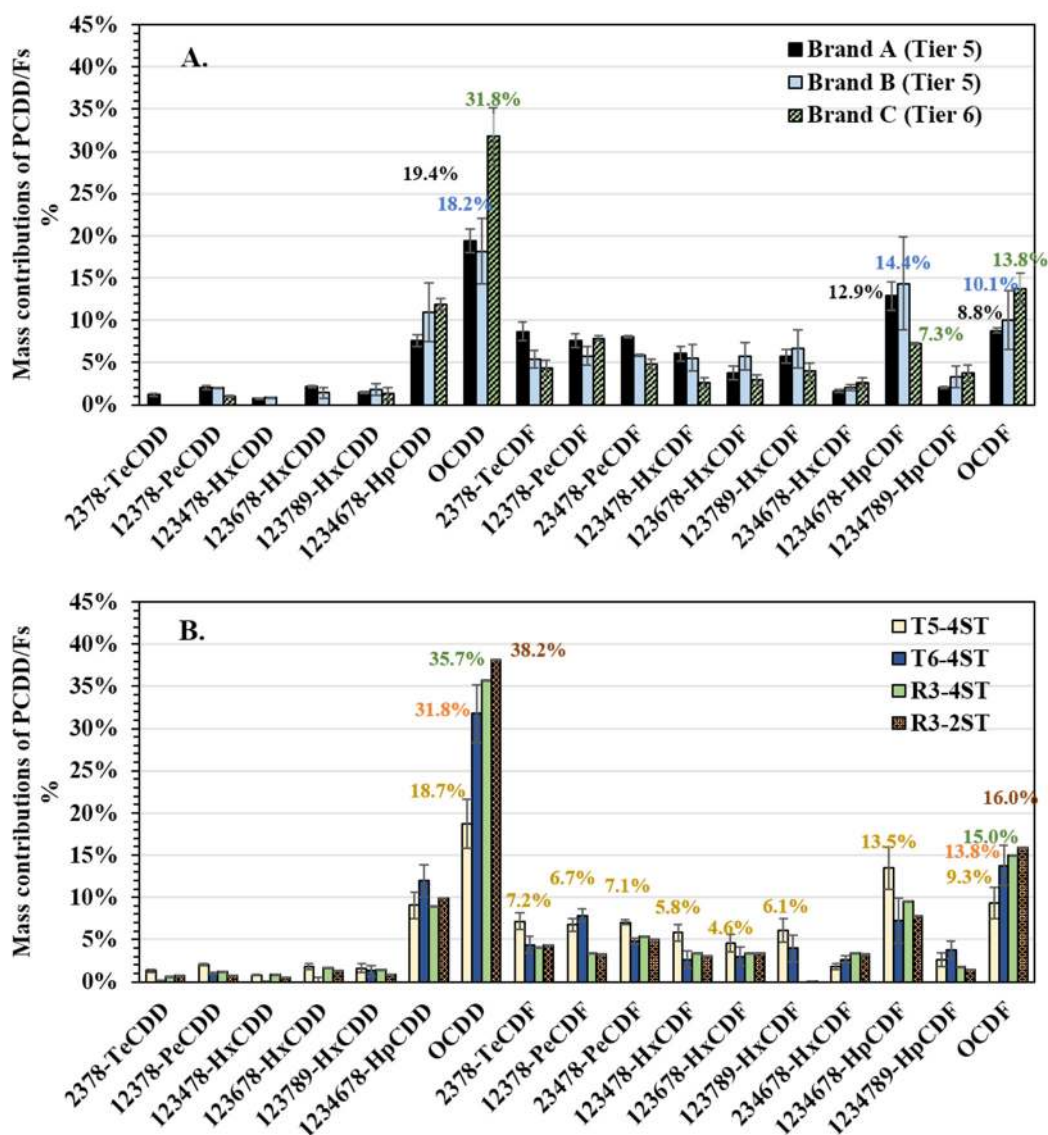 45%
40%
35%
30%
25%
20%
15%
10%
5%
0%
Mass contributions of PCDD/Fs
%
A.
Brand A (Tier 5)
Brand B (Tier 5)
Brand C (Tier 6)
31.8%
19.4%
18.2%
12.9%
14.4%
7.3%
8.8%
10.1%
13.8%
2378-TeCDD
12378-PeCDD
123478-HxCDD
123678-HxCDD
123789-HxCDD
1234678-HpCDD
OCDD
2378-TeCDF
12378-PeCDF
23478-PeCDF
123478-HxCDF
123678-HxCDF
123789-HxCDF
234678-HxCDF
1234678-HpCDF
1234789-HpCDF
OCDF
45%
40%
35%
30%
25%
20%
15%
10%
5%
0%
Mass contributions of PCDD/Fs
%
B.
T5-4ST
T6-4ST
R3-4ST
R3-2ST
35.7%
38.2%
31.8%
18.7%
7.2%
6.7%
7.1%
5.8%
4.6%
6.1%
13.5%
16.0%
15.0%
13.8%
9.3%
2378-TeCDD
12378-PeCDD
123478-HxCDD
123678-HxCDD
123789-HxCDD
1234678-HpCDD
OCDD
2378-TeCDF
12378-PeCDF
23478-PeCDF
123478-HxCDF
123678-HxCDF
123789-HxCDF
234678-HxCDF
1234678-HpCDF
1234789-HpCDF
OCDF